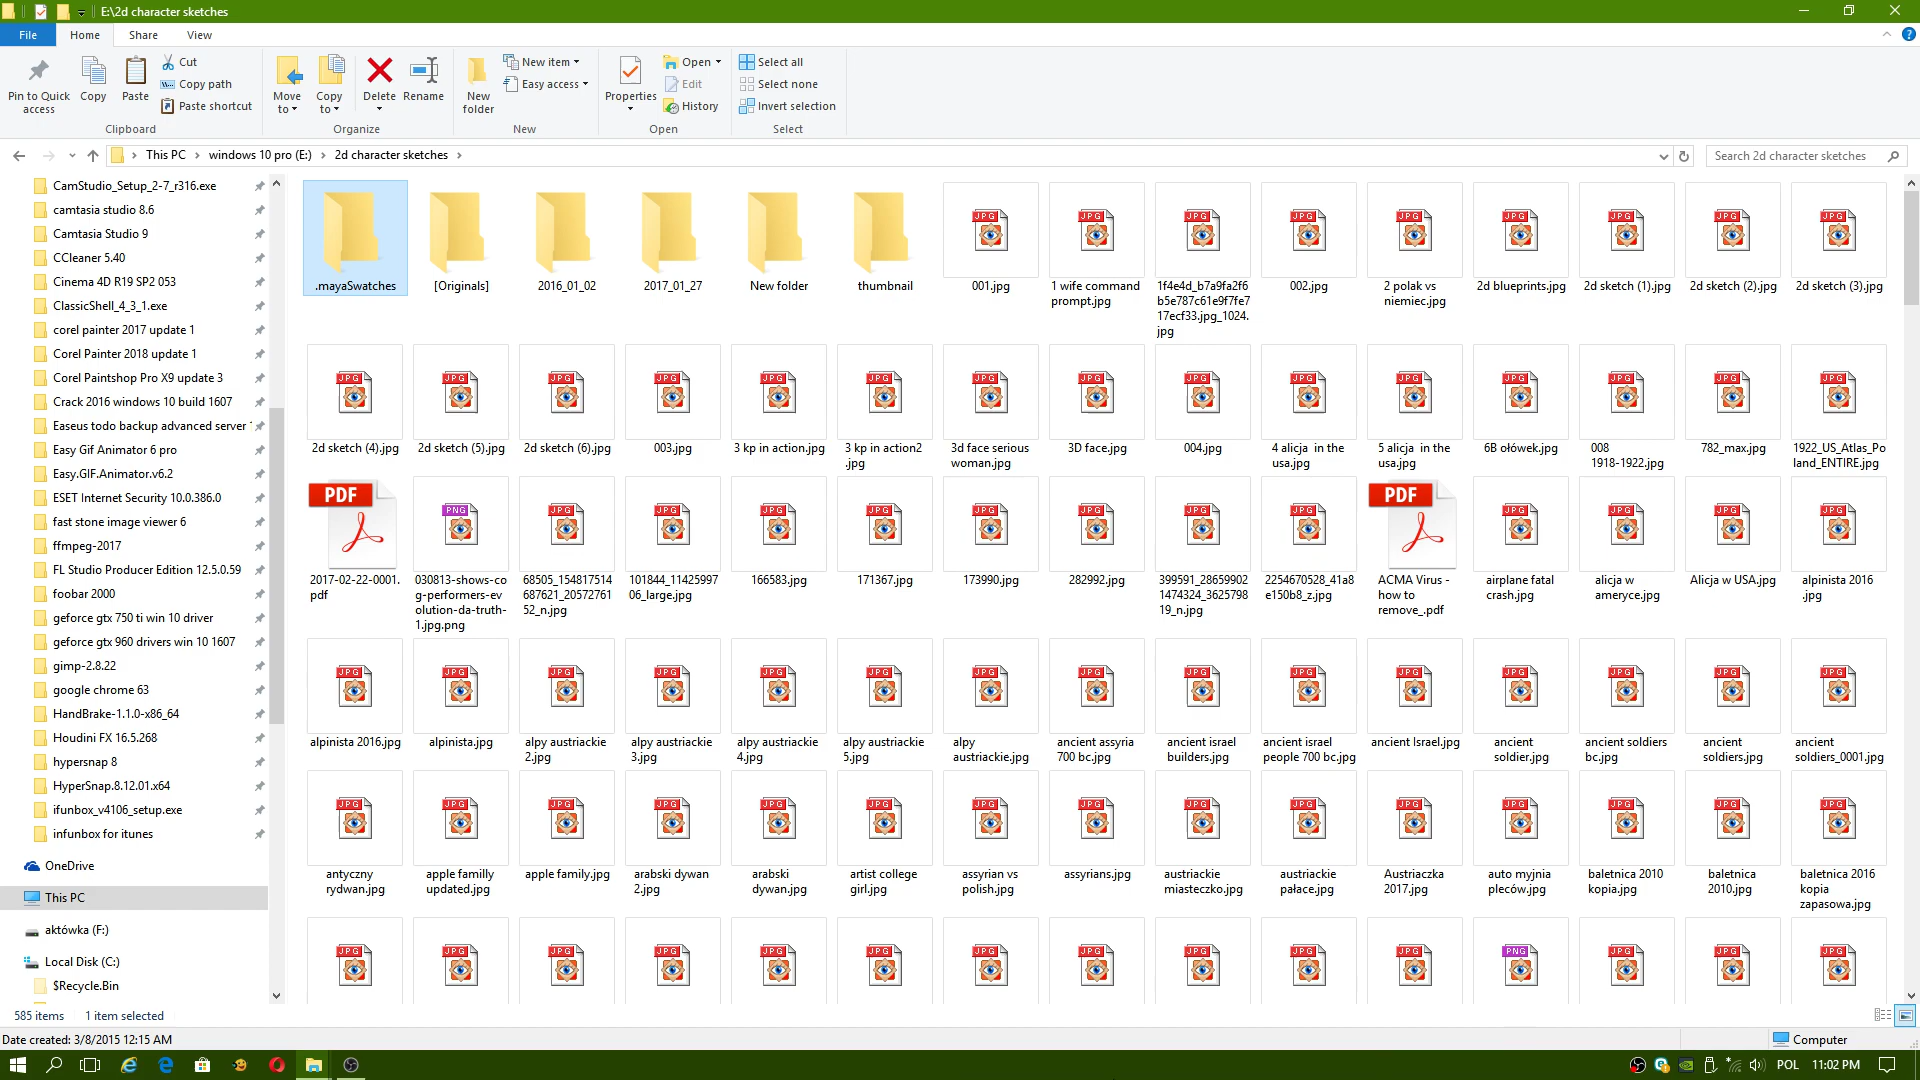 E:\2d character sketches
File Home Share View
Pin to Quick access
Copy
Paste
Cut
Copy path
Paste shortcut
Clipboard
Move to
Copy to
Delete
Rename
Organize
New folder
New item
Easy access
New
Properties
Open
Edit
History
Open
Select all
Select none
Invert selection
Select
This PC windows 10 pro (E:) 2d character sketches
Search 2d character sketches
CamStudio_Setup_2-7_r316.exe
camtasia studio 8.6
Camtasia Studio 9
CCleaner 5.40
Cinema 4D R19 SP2 053
ClassicShell_4_3_1.exe
corel painter 2017 update 1
Corel Painter 2018 update 1
Corel Paintshop Pro X9 update 3
Crack 2016 windows 10 build 1607
Easeus todo backup advanced server
Easy Gif Animator 6 pro
Easy.GIF.Animator.v6.2
ESET Internet Security 10.0.386.0
fast stone image viewer 6
ffmpeg-2017
FL Studio Producer Edition 12.5.0.59
foobar 2000
geforce gtx 750 ti win 10 driver
geforce gtx 960 drivers win 10 1607
gimp-2.8.22
google chrome 63
HandBrake-1.1.0-x86_64
Houdini FX 16.5.268
hypersnap 8
HyperSnap.8.12.01.x64
ifunbox_v4106_setup.exe
infunbox for itunes
OneDrive
This PC
aktówka (F:)
Local Disk (C:)
$Recycle.Bin
.mayaSwatches
[Originals]
2016_01_02
2017_01_27
New folder
thumbnail
001.jpg
1 wife command prompt.jpg
1f4e4d_b7a9fa2f6b5e787c61e9f7fe717ecf33.jpg_1024.jpg
002.jpg
2 polak vs niemiec.jpg
2d blueprints.jpg
2d sketch (1).jpg
2d sketch (2).jpg
2d sketch (3).jpg
2d sketch (4).jpg
2d sketch (5).jpg
2d sketch (6).jpg
003.jpg
3 kp in action.jpg
3 kp in action2.jpg
3d face serious woman.jpg
3D face.jpg
004.jpg
4 alicja in the usa.jpg
5 alicja in the usa.jpg
6B ołówek.jpg
008 1918-1922.jpg
782_max.jpg
1922_US_Atlas_Poland_ENTIRE.jpg
2017-02-22-0001.pdf
030813-shows-cog-performers-evolution-da-truth-1.jpg.png
68505_154817514687621_2057276152_n.jpg
101844_1142599706_large.jpg
166583.jpg
171367.jpg
173990.jpg
282992.jpg
399591_286599021474324_362579819_n.jpg
2254670528_41a8e150b8_z.jpg
ACMA Virus - how to remove_.pdf
airplane fatal crash.jpg
alicja w ameryce.jpg
Alicja w USA.jpg
alpinista 2016.jpg
alpinista 2016.jpg
alpinista.jpg
alpy austriackie 2.jpg
alpy austriackie 3.jpg
alpy austriackie 4.jpg
alpy austriackie 5.jpg
alpy austriackie.jpg
ancient assyria 700 bc.jpg
ancient israel builders.jpg
ancient israel people 700 bc.jpg
ancient Israel.jpg
ancient soldier.jpg
ancient soldiers bc.jpg
ancient soldiers.jpg
ancient soldiers_0001.jpg
antyczny rydwan.jpg
apple familly updated.jpg
apple family.jpg
arabski dywan 2.jpg
arabski dywan.jpg
artist college girl.jpg
assyrian vs polish.jpg
assyrians.jpg
austriackie miasteczko.jpg
austriackie pałace.jpg
Austriaczka 2017.jpg
auto myjnia pleców.jpg
baletnica 2010 kopia.jpg
baletnica 2010.jpg
baletnica 2016 kopia zapasowa.jpg
585 items 1 item selected
Date created: 3/8/2015 12:15 AM
Computer
POL 11:02 PM